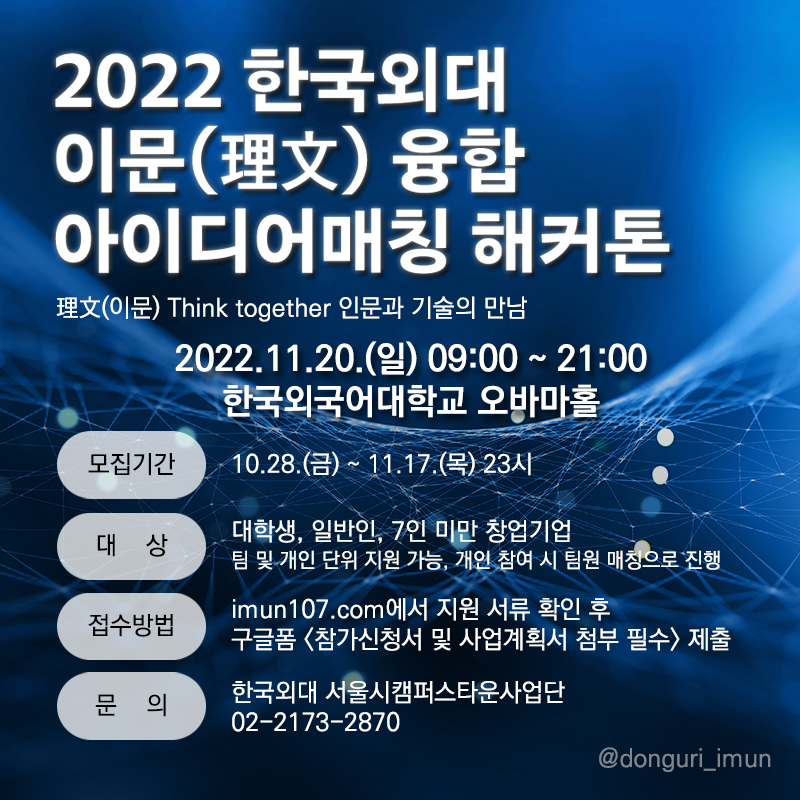 2022 한국외대
이문(理文) 융합
아이디어매칭 해커톤
理文(이문) Think together 인문과 기술의 만남
2022.11.20.(일) 09:00 ~ 21:00
한국외국어대학교 오바마홀
모집기간 10.28.(금) ~ 11.17.(목) 23시
대 상 대학생, 일반인, 7인 미만 창업기업
팀 및 개인 단위 지원 가능, 개인 참여 시 팀원 매칭으로 진행
접수방법 imun107.com에서 지원 서류 확인 후
구글폼 <참가신청서 및 사업계획서 첨부 필수> 제출
문 의 한국외대 서울시캠퍼스타운사업단
02-2173-2870
@donguri_imun